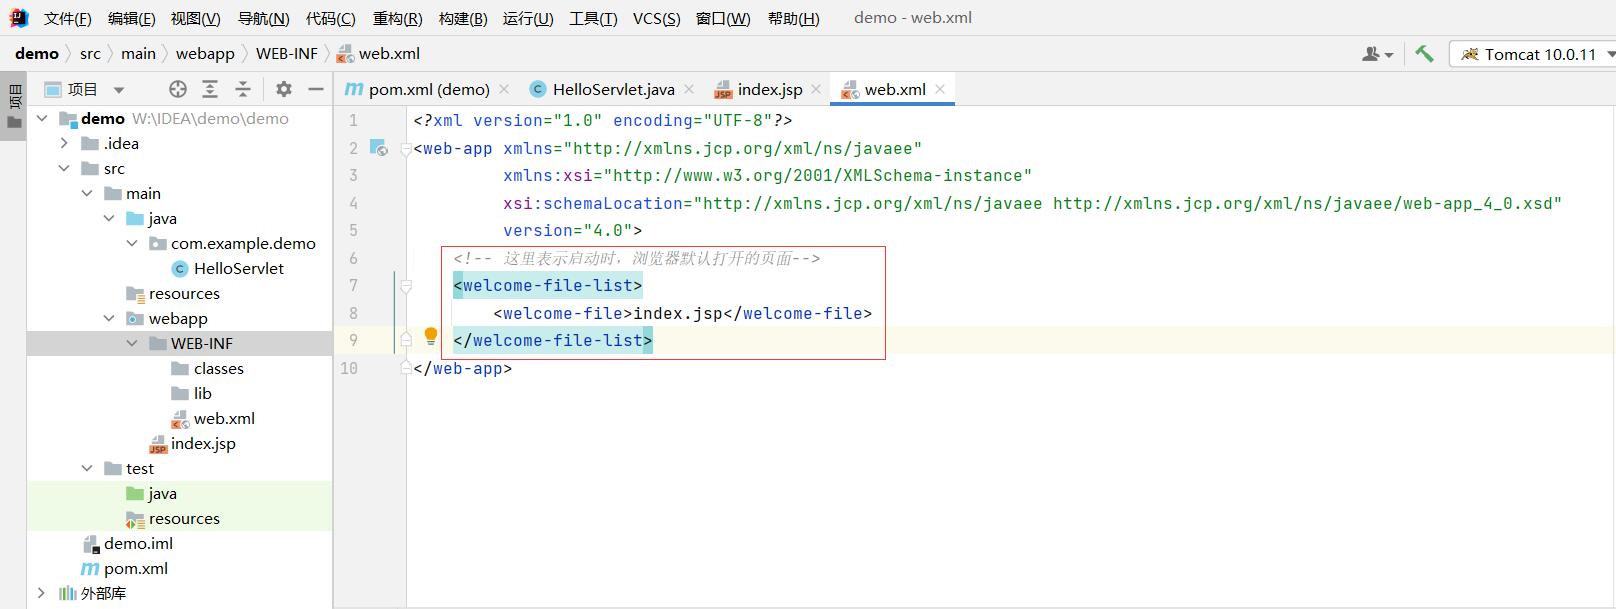 文件(F) 编辑(E) 视图(V) 导航(N) 代码(C) 重构(R) 构建(B) 运行(U) 工具(T) VCS(S) 窗口(W) 帮助(H) demo - web.xml
demo src main webapp WEB-INF web.xml Tomcat 10.0.11
项目
项目
pom.xml (demo) HelloServlet.java index.jsp web.xml
demo W:\IDEA\demo\demo
.idea
src
main
java
com.example.demo
HelloServlet
resources
webapp
WEB-INF
classes
lib
web.xml
index.jsp
test
java
resources
demo.iml
pom.xml
外部库
1 <?xml version="1.0" encoding="UTF-8"?>
2 <web-app xmlns="http://xmlns.jcp.org/xml/ns/javaee"
3 xmlns:xsi="http://www.w3.org/2001/XMLSchema-instance"
4 xsi:schemaLocation="http://xmlns.jcp.org/xml/ns/javaee http://xmlns.jcp.org/xml/ns/javaee/web-app_4_0.xsd"
5 version="4.0">
6 <!-- 这里表示启动时，浏览器默认打开的页面-->
7 <welcome-file-list>
8 <welcome-file>index.jsp</welcome-file>
9 </welcome-file-list>
10 </web-app>